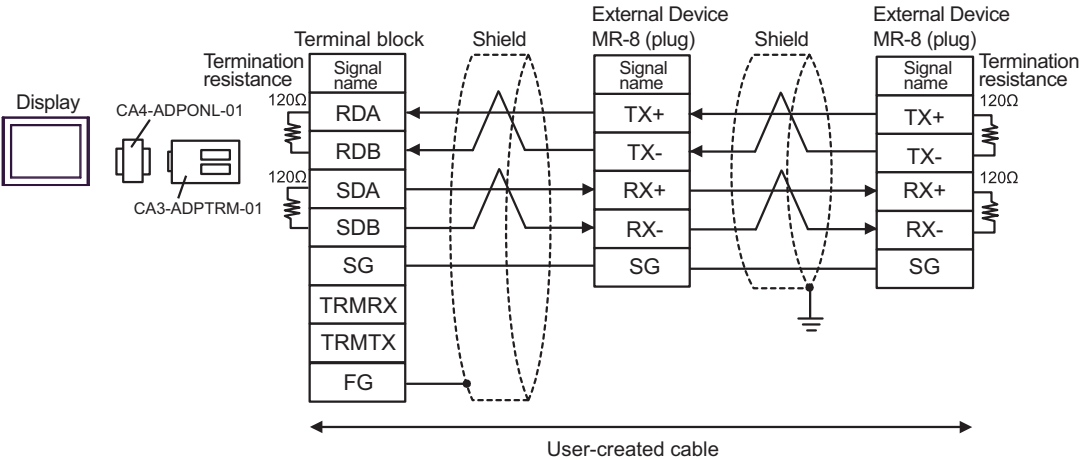 Display
CA4-ADPONL-01
CA3-ADPTRM-01
Termination
resistance
120Ω
120Ω
Terminal block
Signal
name
RDA
RDB
SDA
SDB
SG
TRMRX
TRMTX
FG
Shield
External Device
MR-8 (plug)
Signal
name
TX+
TX-
RX+
RX-
SG
Shield
External Device
MR-8 (plug)
Signal
name
TX+
TX-
RX+
RX-
SG
Termination
resistance
120Ω
120Ω
User-created cable